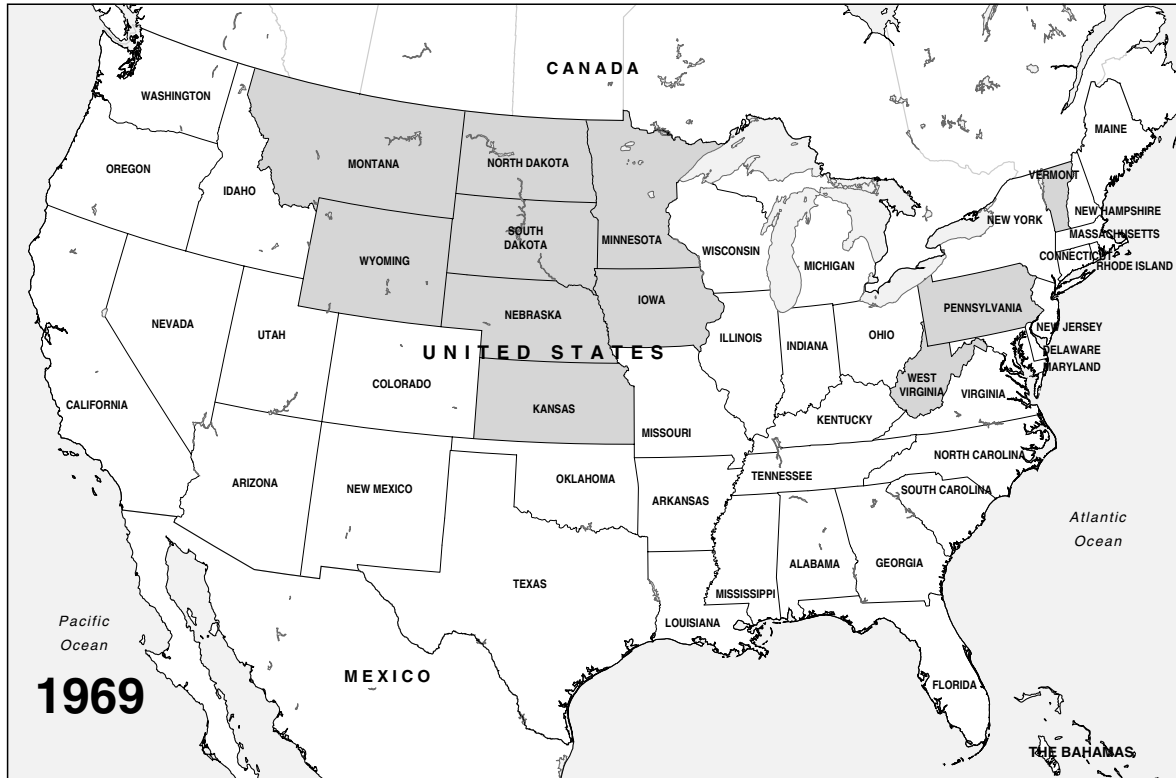 CANADA
WASHINGTON
MAINE
MONTANA
NORTH DAKOTA
OREGON
VERMONT
IDAHO
NEW HAMPSHIRE
NEW YORK
SOUTH
DAKOTA
MINNESOTA
MASSACHUSETTS
WISCONSIN
CONNECTICUT
WYOMING
MICHIGAN
RHODE ISLAND
IOWA
PENNSYLVANIA
NEBRASKA
NEVADA
NEW JERSEY
UTAH
ILLINOIS
INDIANA
OHIO
UNITED STATES
DELAWARE
MARYLAND
COLORADO
WEST
VIRGINIA
VIRGINIA
CALIFORNIA
KANSAS
KENTUCKY
MISSOURI
NORTH CAROLINA
TENNESSEE
OKLAHOMA
ARIZONA
NEW MEXICO
SOUTH CAROLINA
ARKANSAS
Atlantic
Ocean
ALABAMA
GEORGIA
TEXAS
MISSISSIPPI
Pacific
Ocean
LOUISIANA
MEXICO
FLORIDA
1969
THE BAHAMAS